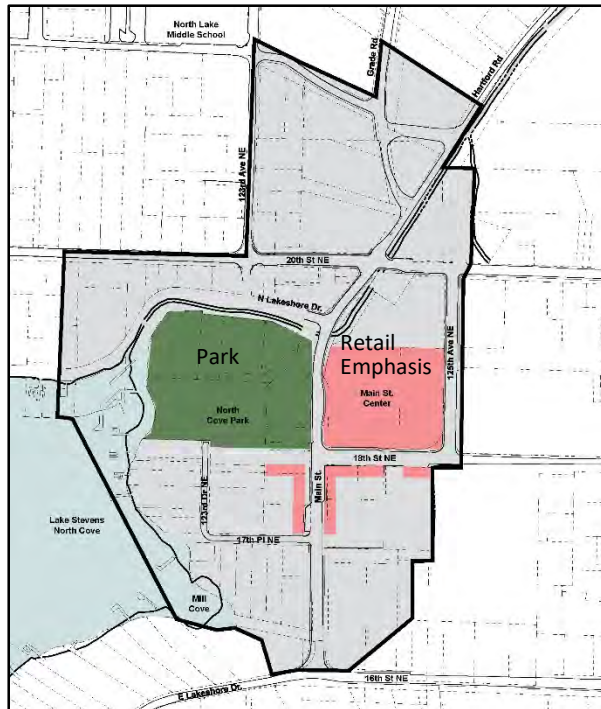 North Lake
Middle School
Grade Rd
Hartford Rd
123rd Ave NE
20th St NE
N Lakeshore Dr.
Park
Retail
Emphasis
125th Ave NE
Main St.
Center
North
Cove Park
18th St NE
Main St.
123rd Dr NE
17th Pl NE
Lake Stevens
North Cove
Mill
Cove
E Lakeshore Dr.
16th St NE